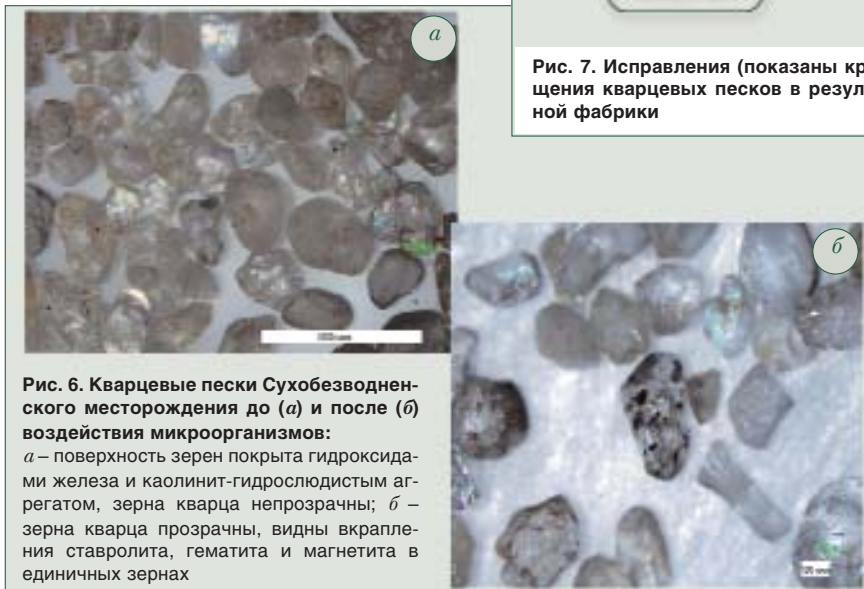 а
Рис. 7. Исправления (показаны кр
щения кварцевых песков в резул
ной фабрики
б
Рис. 6. Кварцевые пески Сухобезводнен-
ского месторождения до (а) и после (б)
воздействия микроорганизмов:
а – поверхность зерен покрыта гидроксида-
ми железа и каолинит-гидрослюдистым аг-
регатом, зерна кварца непрозрачны; б –
зерна кварца прозрачны, видны вкрапле-
ния ставролита, гематита и магнетита в
единичных зернах